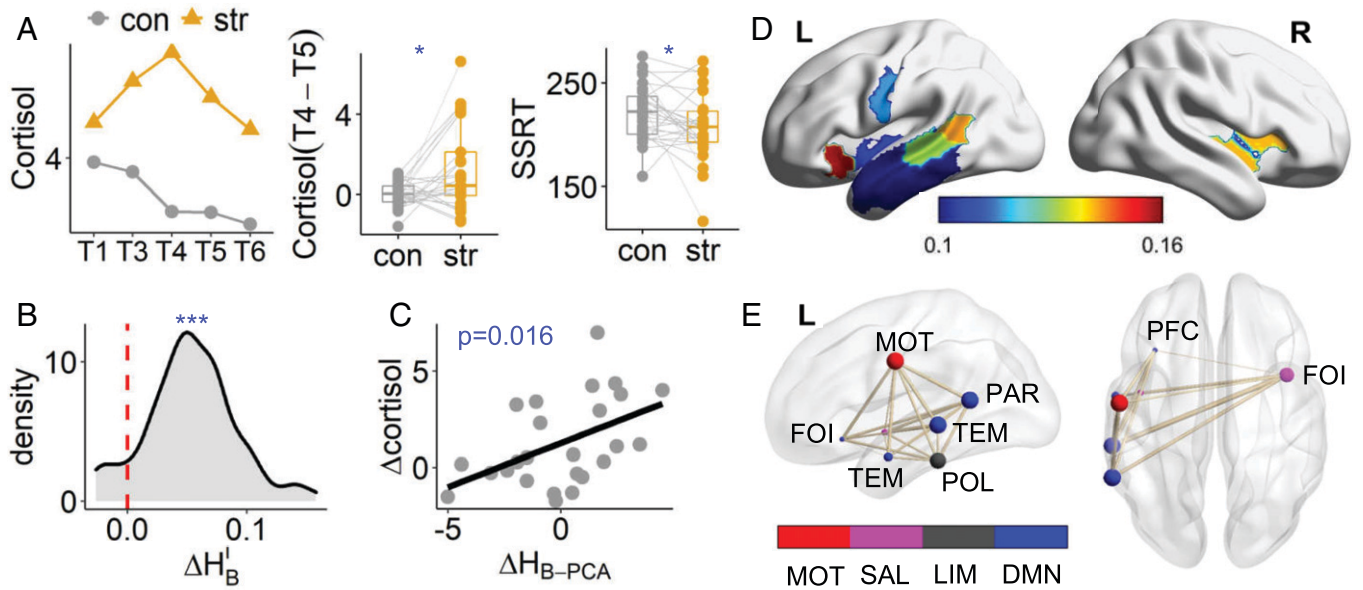 A
con str
Cortisol
4
T1 T3 T4 T5 T6
Cortisol(T4 – T5)
*
4
0
con str
SSRT
*
250
150
con str
D
L
R
0.1 0.16
B
***
density
10
0
0.0 0.1
ΔH^I_B
C
p=0.016
Δcortisol
5
0
-5 0
ΔH_B–PCA
E
L
MOT
PAR
FOI
TEM
TEM
POL
PFC
FOI
MOT SAL LIM DMN